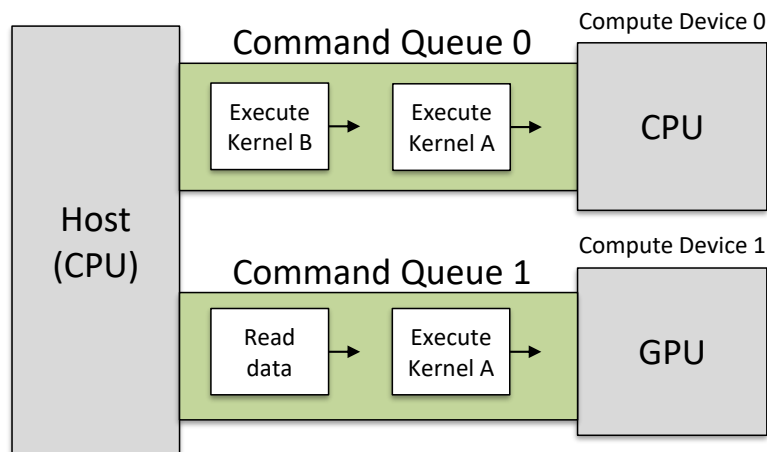 Compute Device 0
Command Queue 0
Execute
Kernel B
Execute
Kernel A
CPU
Host
(CPU)
Compute Device 1
Command Queue 1
Read
data
Execute
Kernel A
GPU